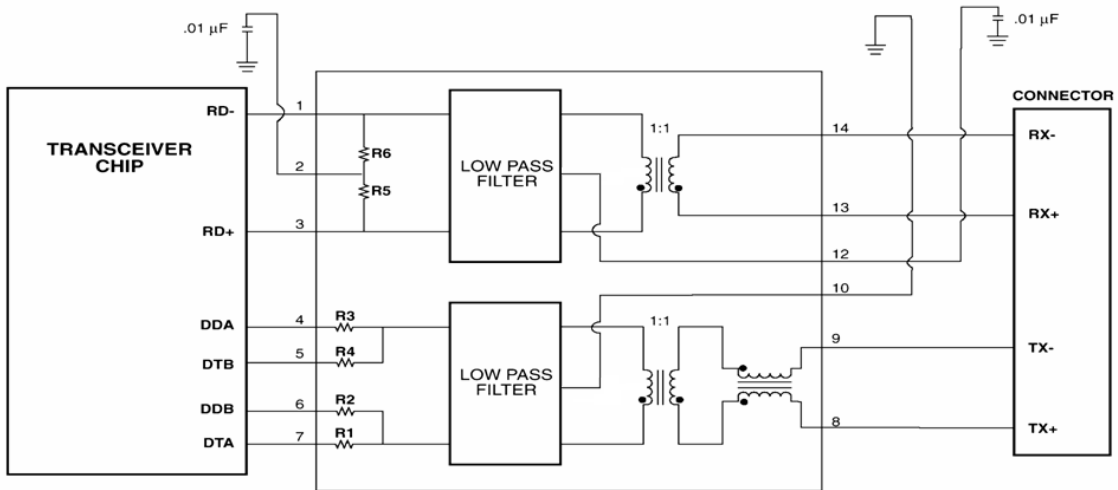 .01 µF
.01 µF
CONNECTOR
RD-
1
14
RX-
1:1
TRANSCEIVER
CHIP
R6
LOW PASS
FILTER
2
R5
13
RX+
RD+
3
12
10
DDA
4
R3
1:1
9
TX-
DTB
5
R4
LOW PASS
FILTER
DDB
6
R2
8
TX+
DTA
7
R1